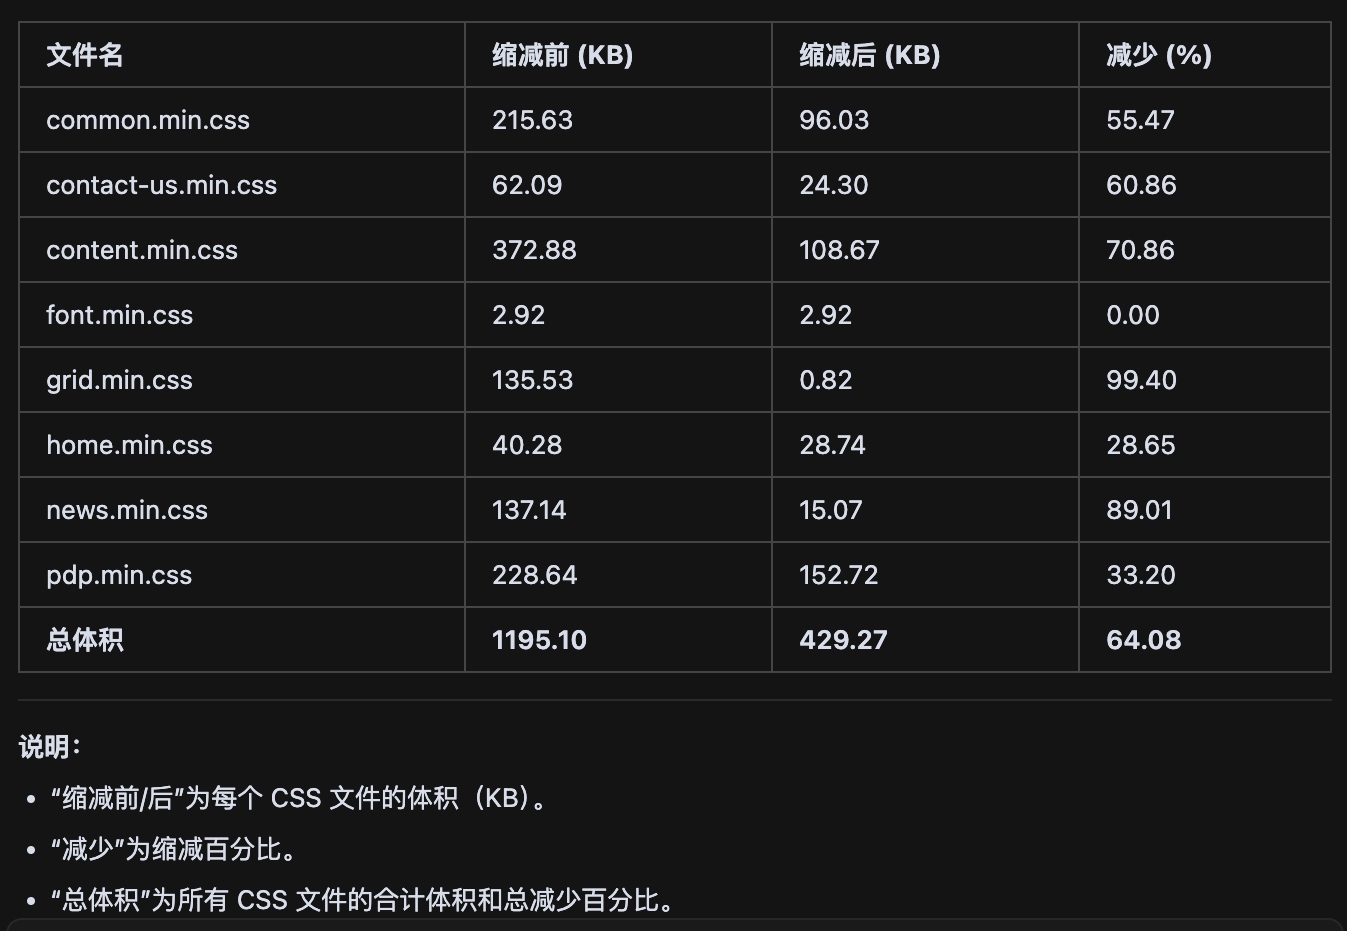 文件名 缩减前 (KB) 缩减后 (KB) 减少 (%)
common.min.css 215.63 96.03 55.47
contact-us.min.css 62.09 24.30 60.86
content.min.css 372.88 108.67 70.86
font.min.css 2.92 2.92 0.00
grid.min.css 135.53 0.82 99.40
home.min.css 40.28 28.74 28.65
news.min.css 137.14 15.07 89.01
pdp.min.css 228.64 152.72 33.20
总体积 1195.10 429.27 64.08
说明：
• “缩减前/后”为每个 CSS 文件的体积（KB）。
• “减少”为缩减百分比。
• “总体积”为所有 CSS 文件的合计体积和总减少百分比。